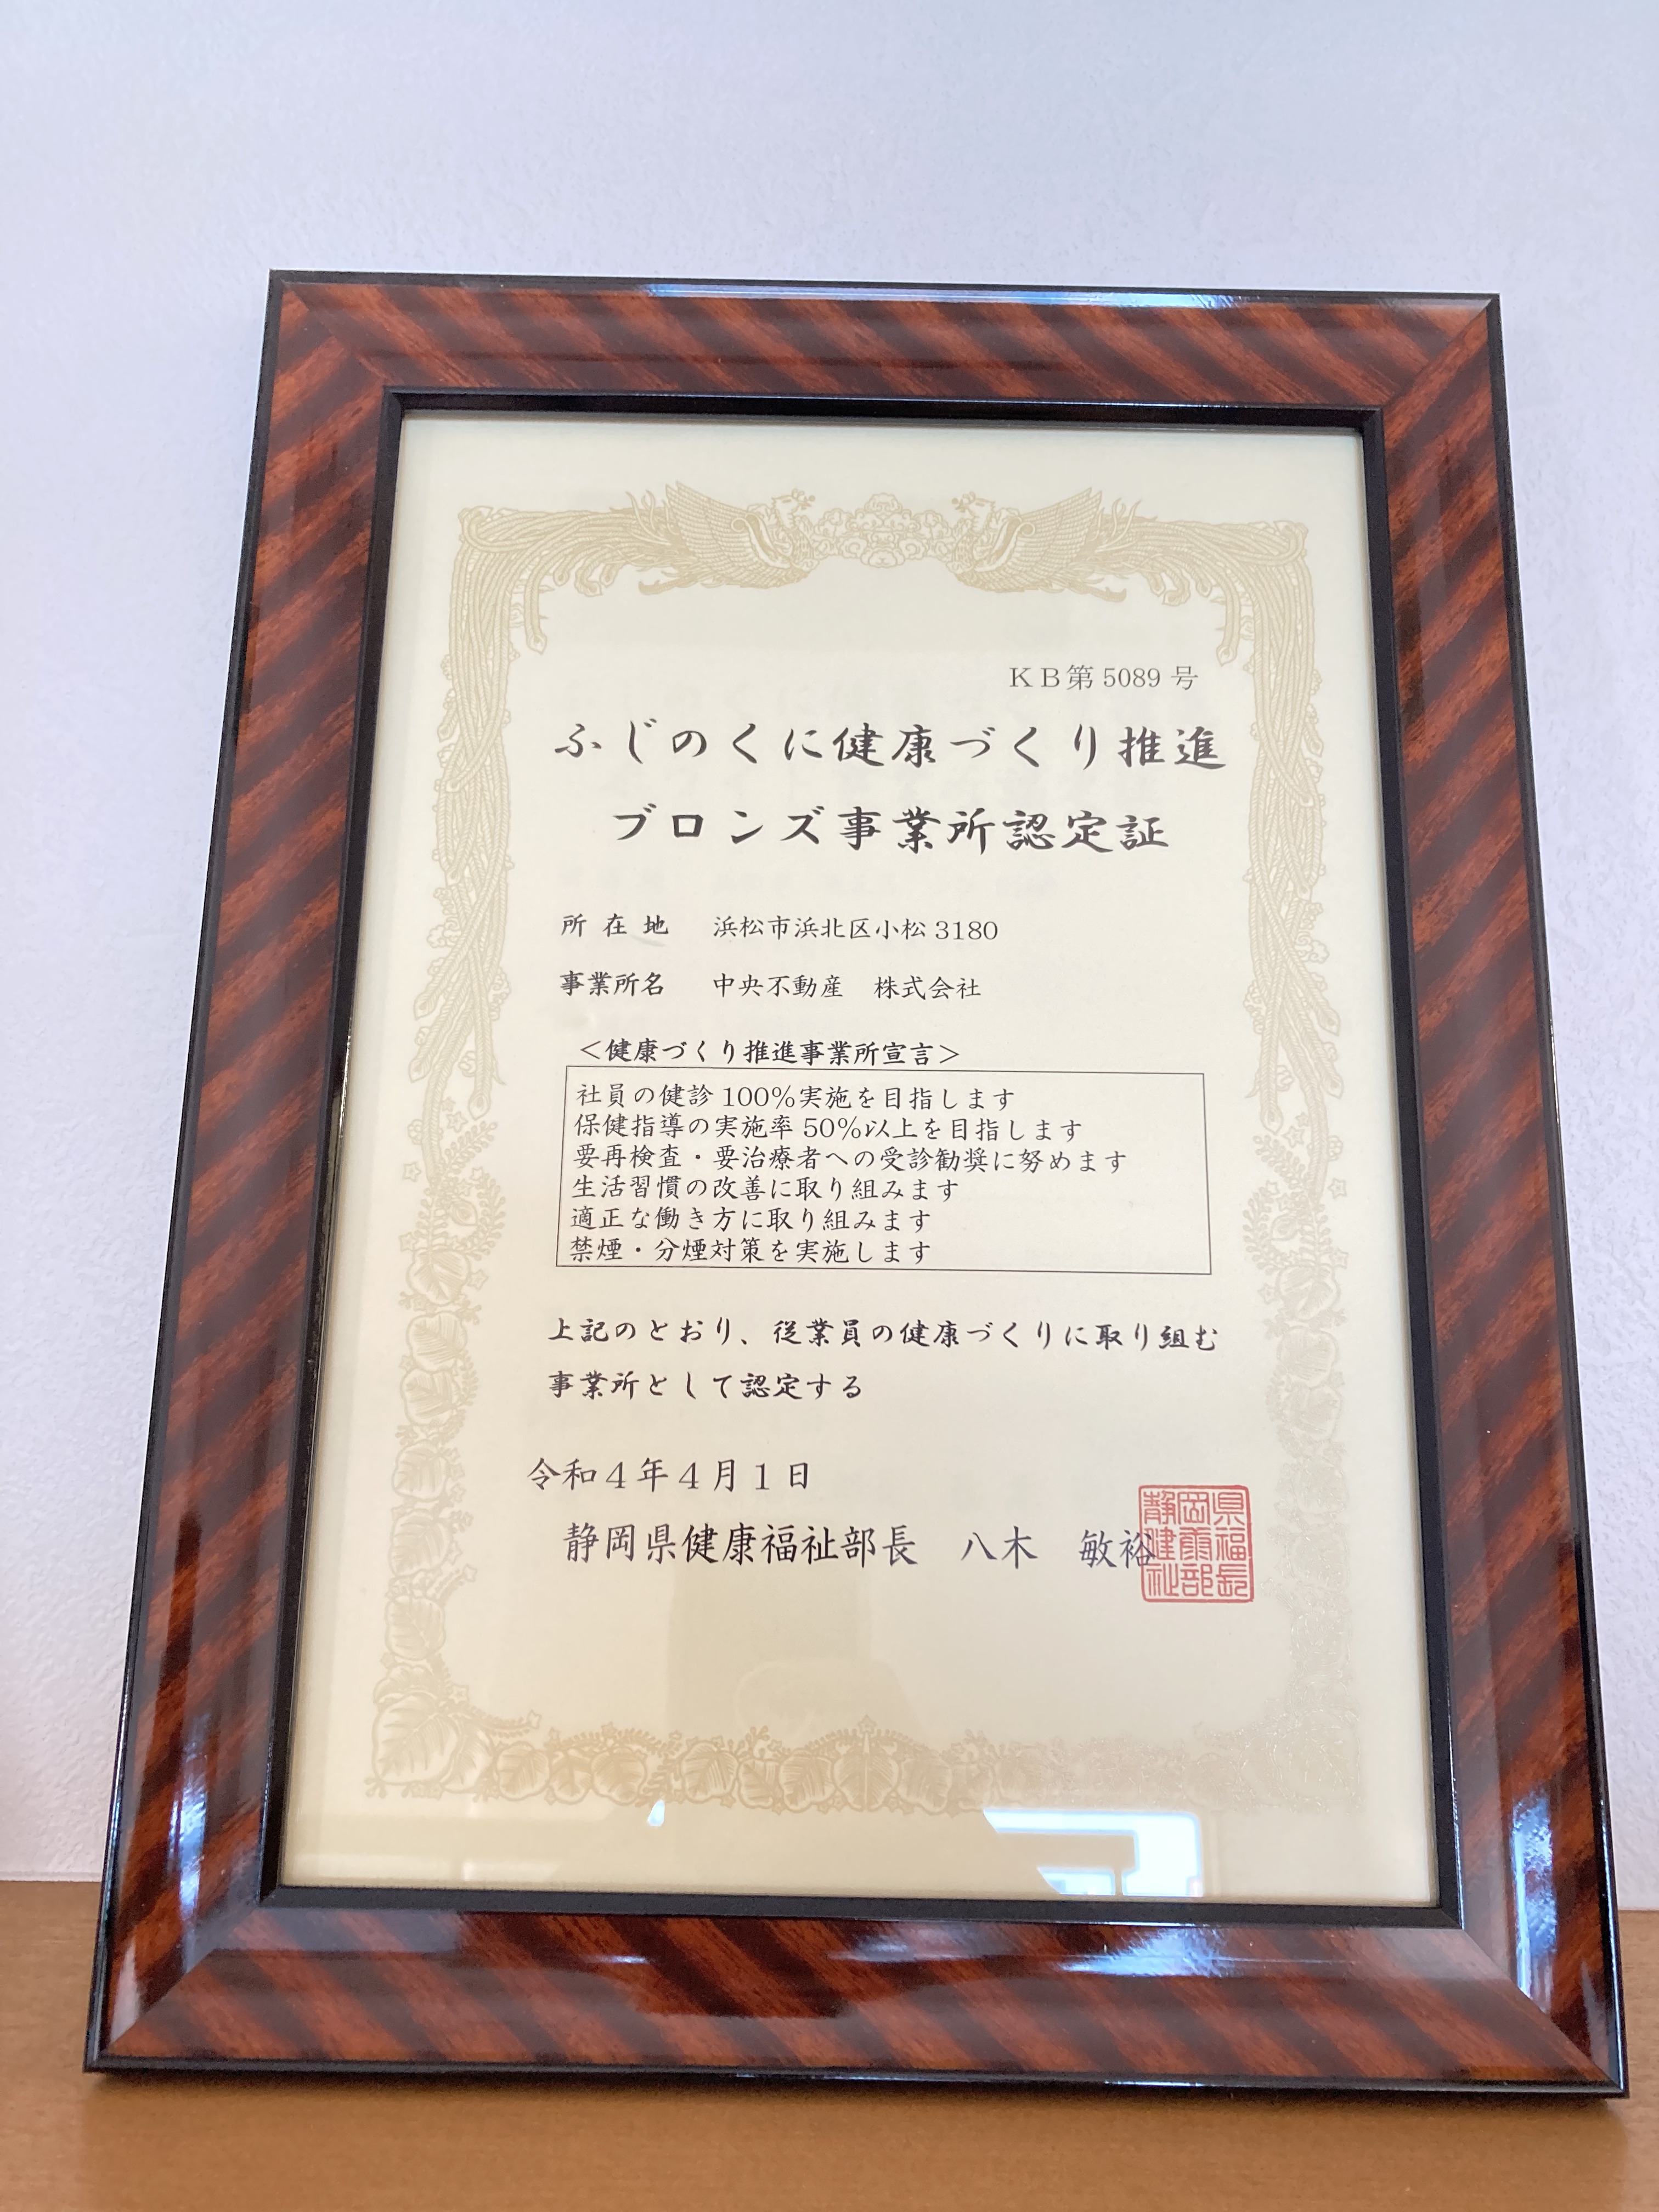 KB第5089号
ふじのくに健康づくり推進
ブロンズ事業所認定証
所在地 浜松市浜北区小松3180
事業所名 中央不動産 株式会社
＜健康づくり推進事業所宣言＞
社員の健診100%実施を目指します
保健指導の実施率50%以上を目指します
要再検査・要治療者への受診勧奨に努めます
生活習慣の改善に取り組みます
適正な働き方に取り組みます
禁煙・分煙対策を実施します
上記のとおり、従業員の健康づくりに取り組む
事業所として認定する
令和4年4月1日
静岡県健康福祉部長 八木 敏裕
静岡県
健康福
祉部長